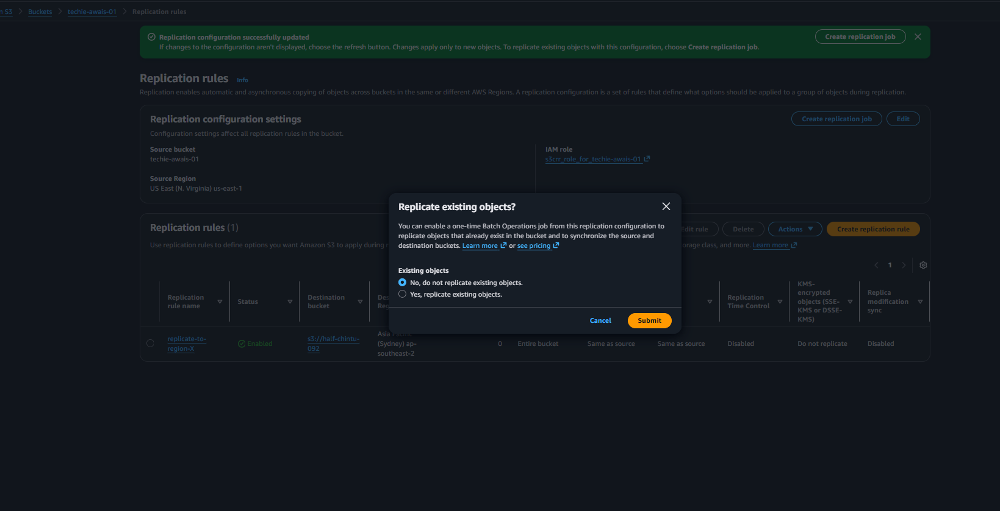 n S3 > Buckets > techie-awais-01 > Replication rules
Replication configuration successfully updated
If changes to the configuration aren't displayed, choose the refresh button. Changes apply only to new objects. To replicate existing objects with this configuration, choose Create replication job.
Create replication job
Replication rules Info
Replication enables automatic and asynchronous copying of objects across buckets in the same or different AWS Regions. A replication configuration is a set of rules that define what options should be applied to a group of objects during replication.
Replication configuration settings
Create replication job Edit
Configuration settings affect all replication rules in the bucket.
Source bucket
techie-awais-01
IAM role
s3crr_role_for_techie-awais-01
Source Region
US East (N. Virginia) us-east-1
Replicate existing objects?
You can enable a one-time Batch Operations job from this replication configuration to
replicate objects that already exist in the bucket and to synchronize the source and
destination buckets. Learn more or see pricing
Existing objects
No, do not replicate existing objects.
Yes, replicate existing objects.
Cancel Submit
Replication rules (1)
Edit rule Delete Actions Create replication rule
Use replication rules to define options you want Amazon S3 to apply during
orage class, and more. Learn more
1
Replication
rule name
Status
Destination
bucket
Replication
Time Control
KMS-
encrypted
objects (SSE-
KMS or DSSE-
KMS)
Replica
modification
sync
replicate-to-
region-X
Enabled
s3://half-chintu-
092
Asia Pacific
(Sydney) ap-
southeast-2
0
Entire bucket
Same as source
Same as source
Disabled
Do not replicate
Disabled